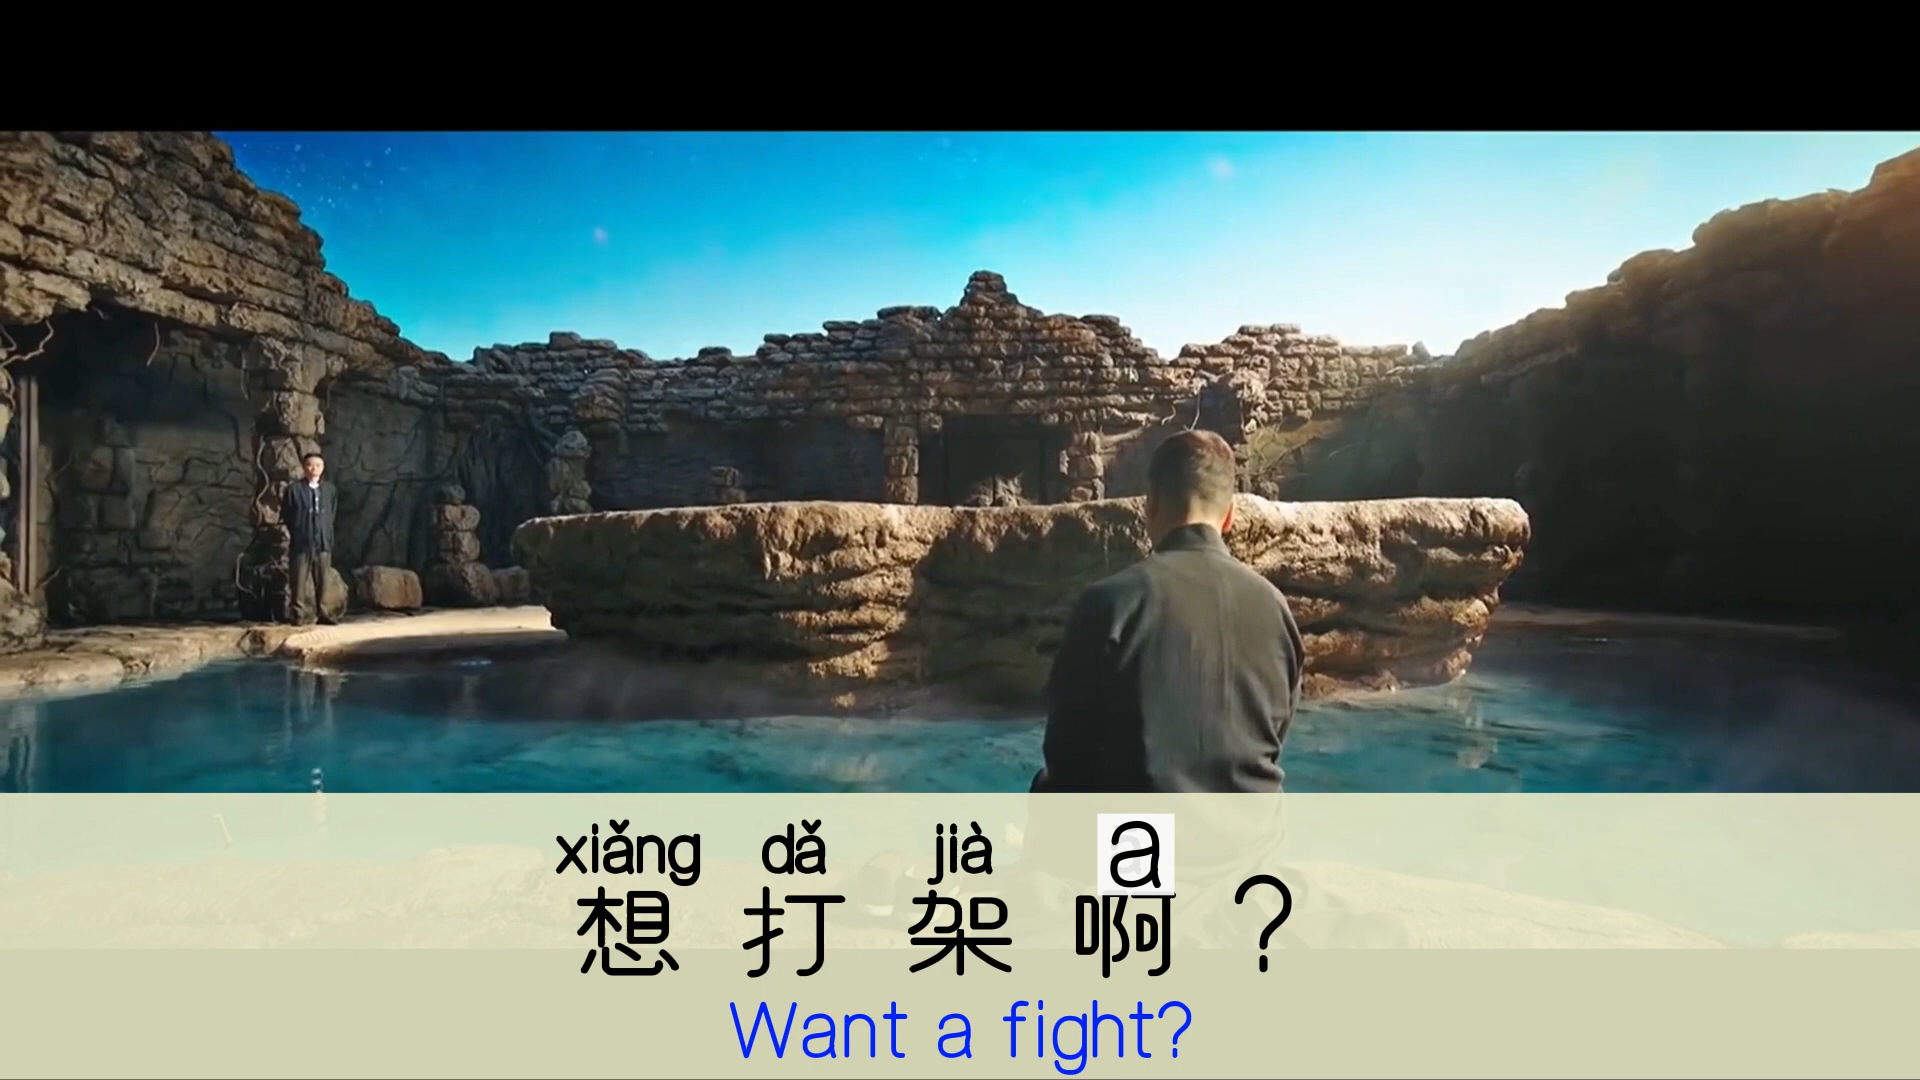 xiǎng dǎ jià a
想打架啊？
Want a fight?